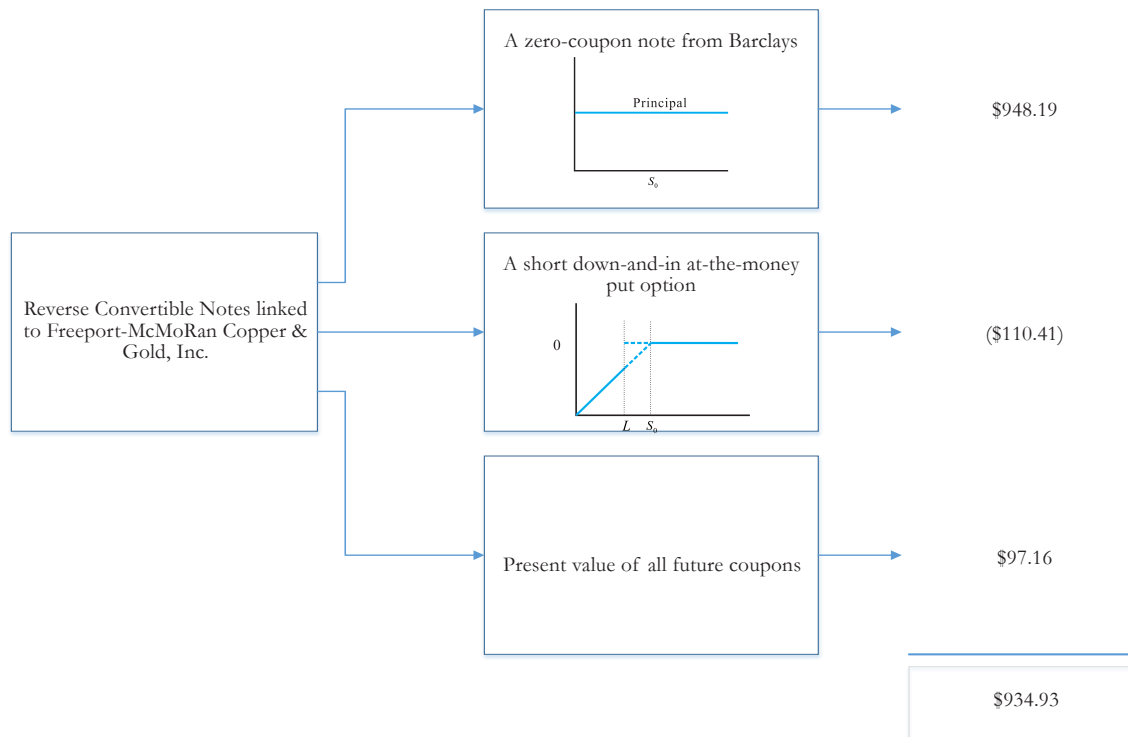 A zero-coupon note from Barclays
Principal
S₀
$948.19
Reverse Convertible Notes linked
to Freeport-McMoRan Copper &
Gold, Inc.
A short down-and-in at-the-money
put option
0
L S₀
($110.41)
Present value of all future coupons
$97.16
$934.93